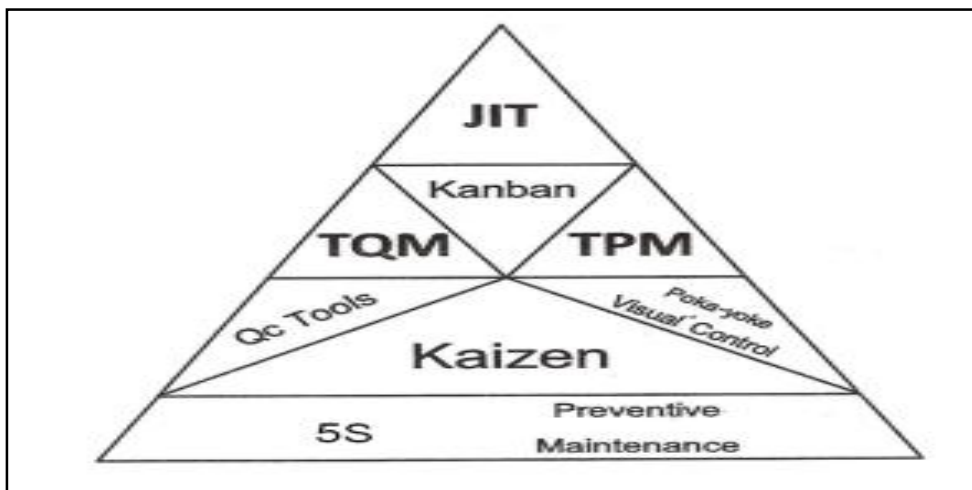 JIT
Kanban
TQM
TPM
Qc Tools
Poka-yoke
Visual Control
Kaizen
5S
Preventive
Maintenance